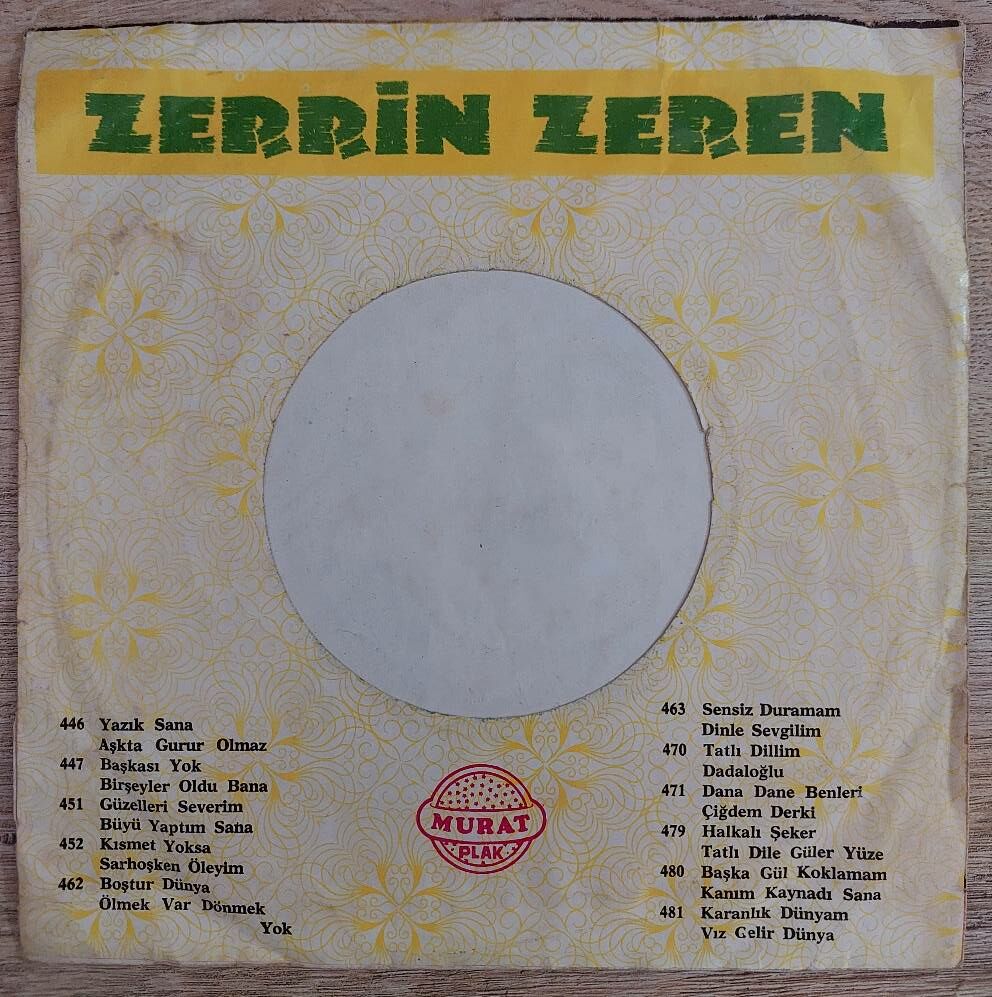 ZERRİN ZEREN
446 Yazık Sana
Aşkta Gurur Olmaz
447 Başkası Yok
Birşeyler Oldu Bana
451 Güzelleri Severim
Büyü Yaptım Sana
452 Kısmet Yoksa
Sarhoşken Öleyim
462 Boştur Dünya
Ölmek Var Dönmek
Yok
MURAT
PLAK
463 Sensiz Duramam
Dinle Sevgilim
470 Tatlı Dillim
Dadaloğlu
471 Dana Dane Benleri
Çiğdem Derki
479 Halkalı Şeker
Tatlı Dile Güler Yüze
480 Başka Gül Koklamam
Kanım Kaynadı Sana
481 Karanlık Dünyam
Vız Gelir Dünya